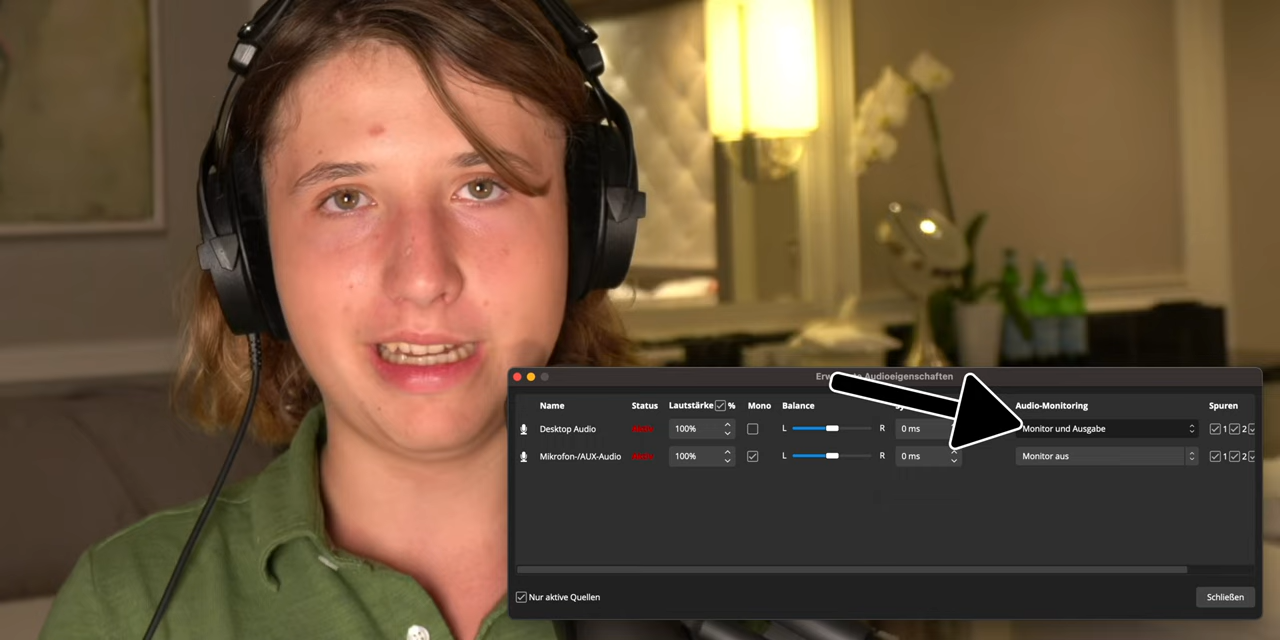 Audioeigenschaften
Name Status Lautstärke % Mono Balance Audio-Monitoring Spuren
Desktop Audio 100% L R 0 ms Monitor und Ausgabe 1 2
Mikrofon-/AUX-Audio 100% L R 0 ms Monitor aus 1 2
Nur aktive Quellen
Schließen